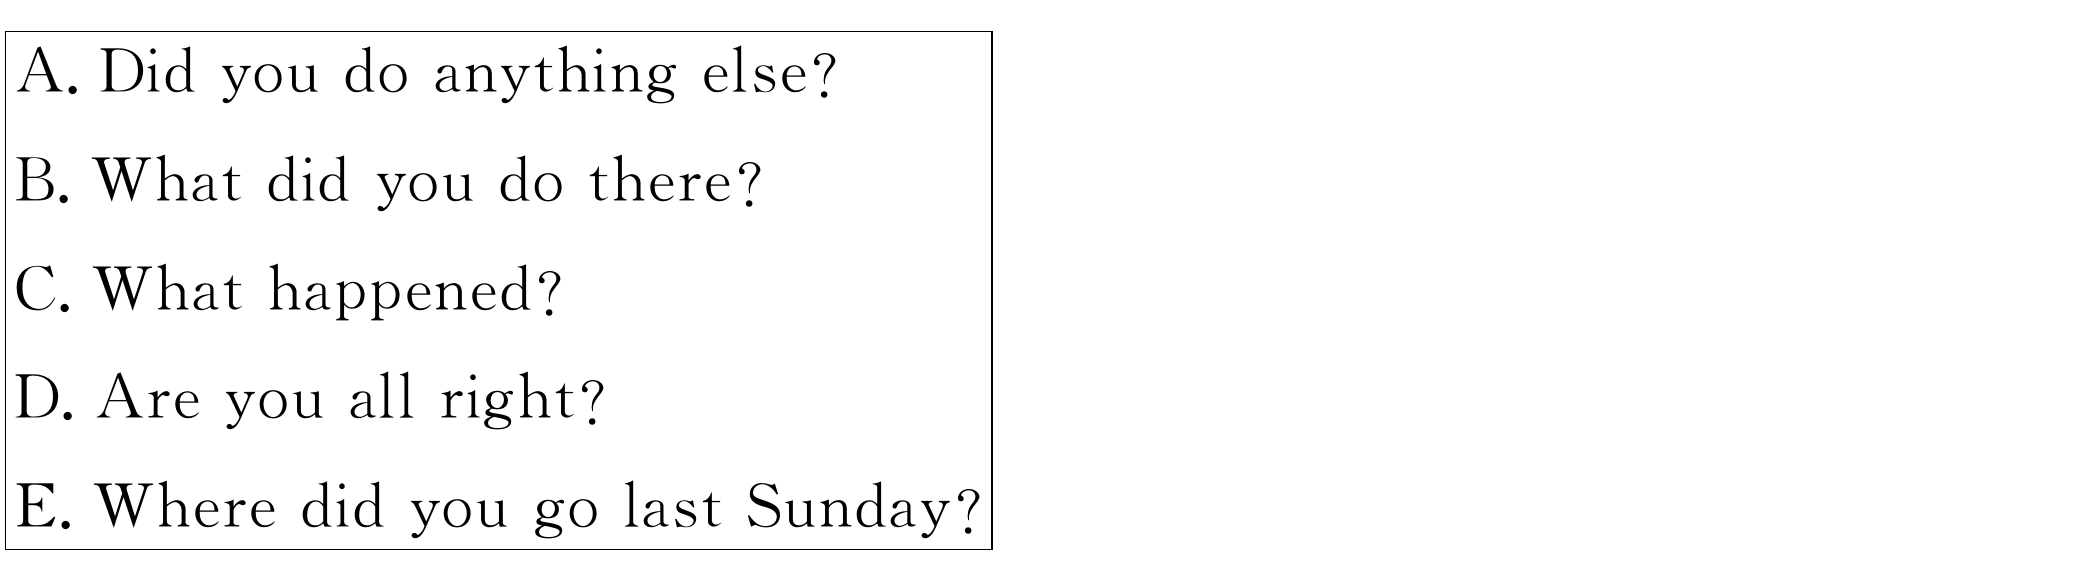 A. Did you do anything else?
B. What did you do there?
C. What happened?
D. Are you all right?
E. Where did you go last Sunday?